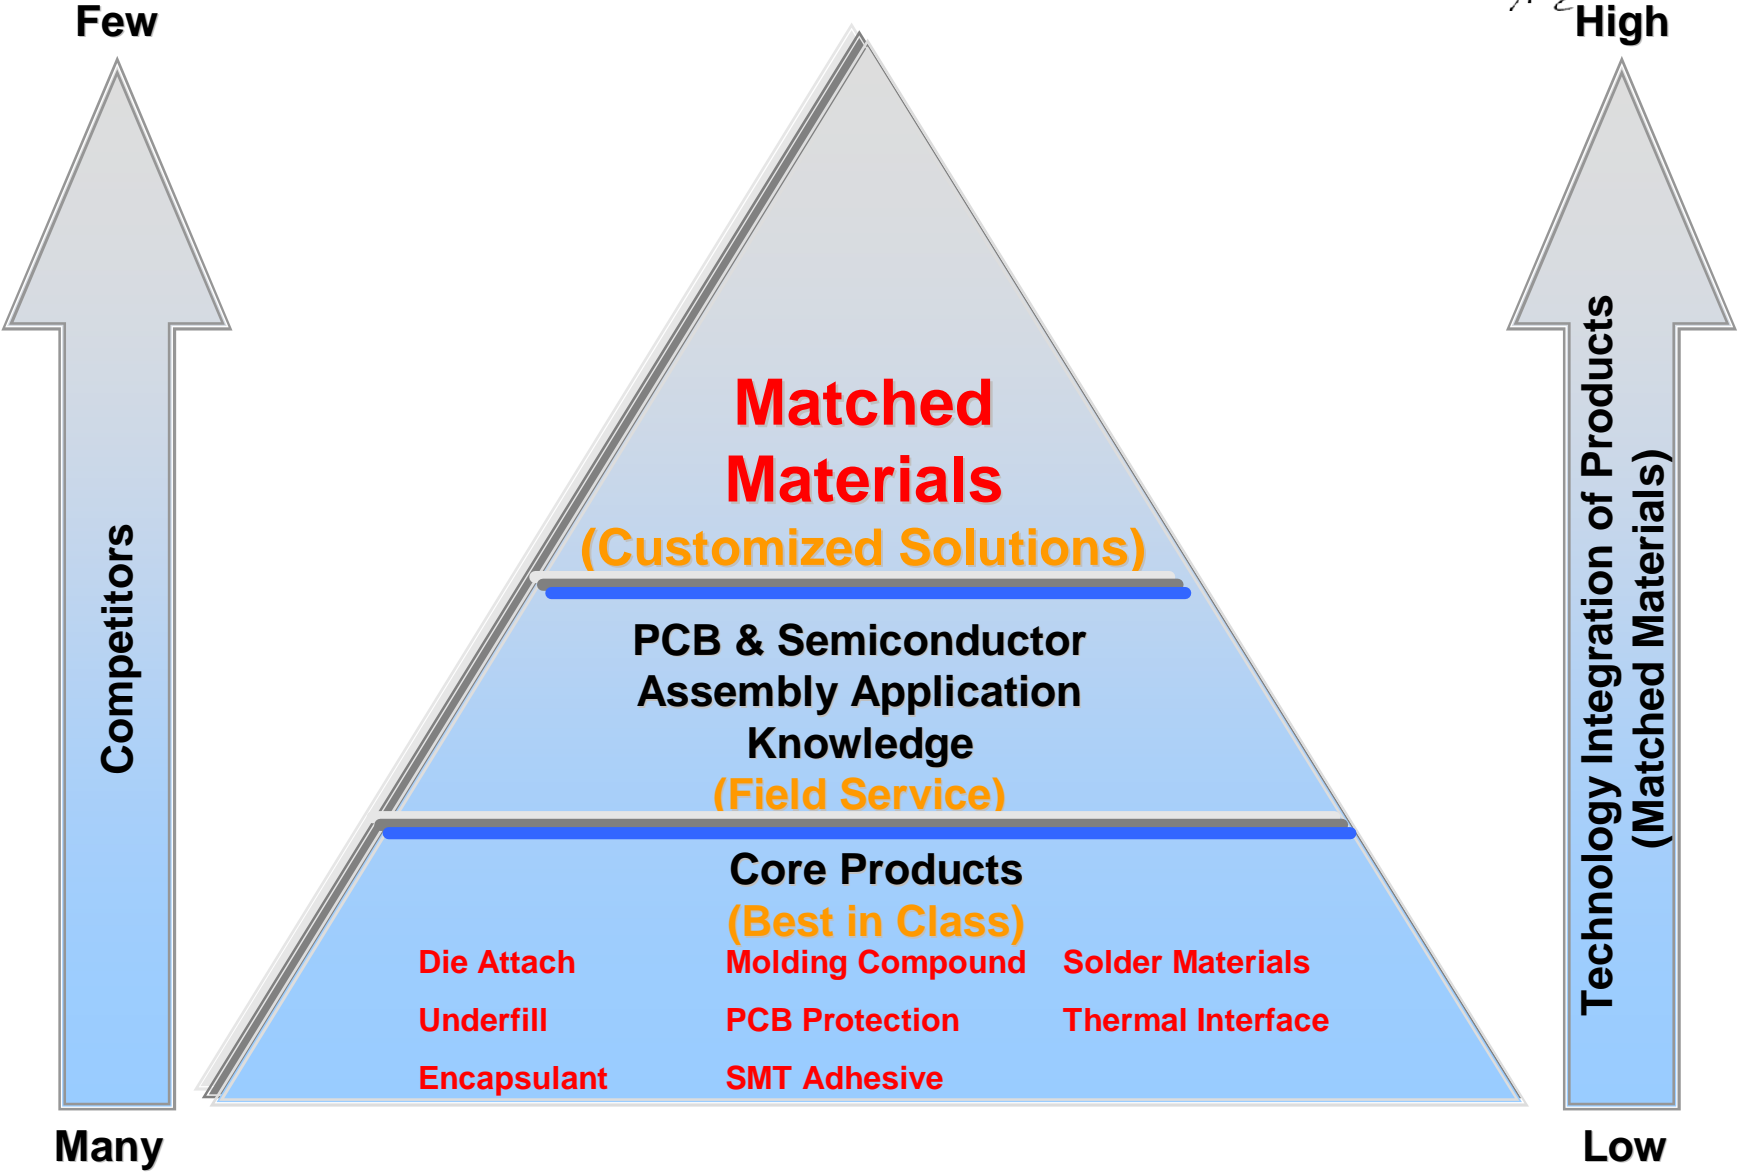 Few
High
Matched
Materials
(Customized Solutions)
PCB & Semiconductor
Assembly Application
Knowledge
(Field Service)
Core Products
(Best in Class)
Die Attach
Molding Compound
Solder Materials
Underfill
PCB Protection
Thermal Interface
Encapsulant
SMT Adhesive
Competitors
Technology Integration of Products
(Matched Materials)
Many
Low